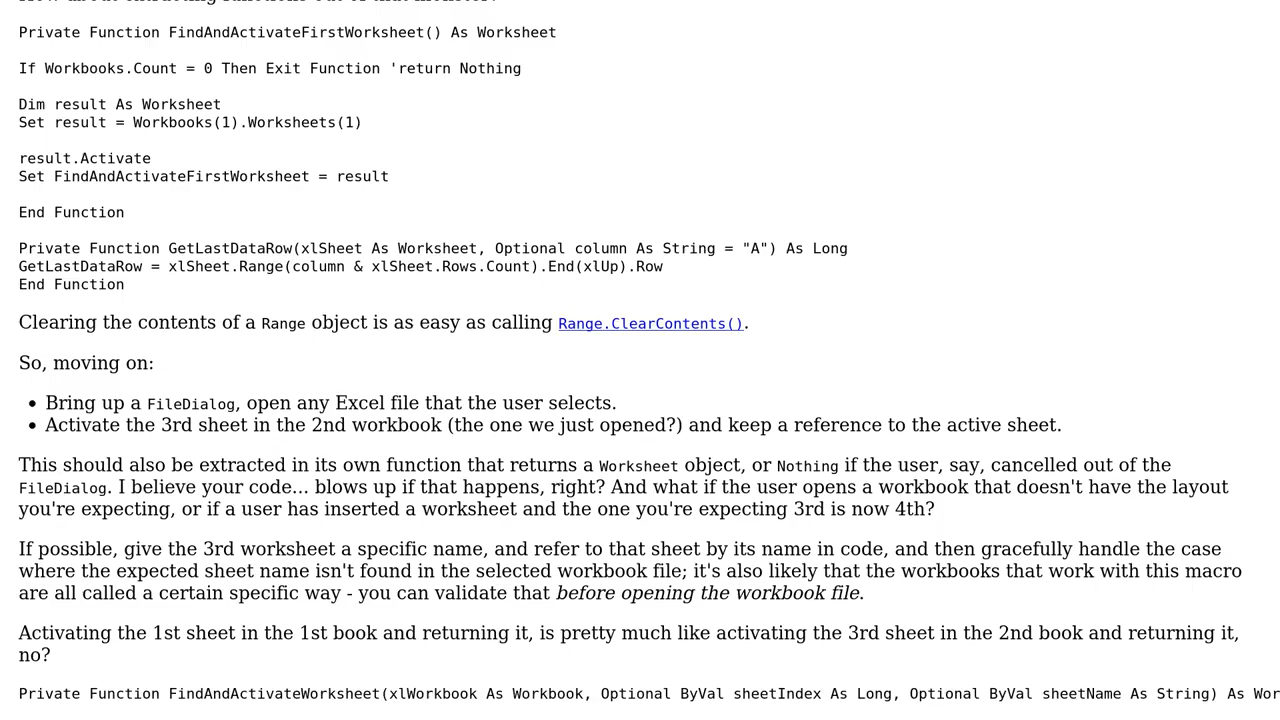 Private Function FindAndActivateFirstWorksheet() As Worksheet
If Workbooks.Count = 0 Then Exit Function 'return Nothing
Dim result As Worksheet
Set result = Workbooks(1).Worksheets(1)
result.Activate
Set FindAndActivateFirstWorksheet = result
End Function
Private Function GetLastDataRow(xlSheet As Worksheet, Optional column As String = "A") As Long
GetLastDataRow = xlSheet.Range(column & xlSheet.Rows.Count).End(xlUp).Row
End Function
Clearing the contents of a Range object is as easy as calling Range.ClearContents().
So, moving on:
• Bring up a FileDialog, open any Excel file that the user selects.
• Activate the 3rd sheet in the 2nd workbook (the one we just opened?) and keep a reference to the active sheet.
This should also be extracted in its own function that returns a Worksheet object, or Nothing if the user, say, cancelled out of the
FileDialog. I believe your code... blows up if that happens, right? And what if the user opens a workbook that doesn't have the layout
you're expecting, or if a user has inserted a worksheet and the one you're expecting 3rd is now 4th?
If possible, give the 3rd worksheet a specific name, and refer to that sheet by its name in code, and then gracefully handle the case
where the expected sheet name isn't found in the selected workbook file; it's also likely that the workbooks that work with this macro
are all called a certain specific way - you can validate that before opening the workbook file.
Activating the 1st sheet in the 1st book and returning it, is pretty much like activating the 3rd sheet in the 2nd book and returning it,
no?
Private Function FindAndActivateWorksheet(xlWorkbook As Workbook, Optional ByVal sheetIndex As Long, Optional ByVal sheetName As String) As Wor